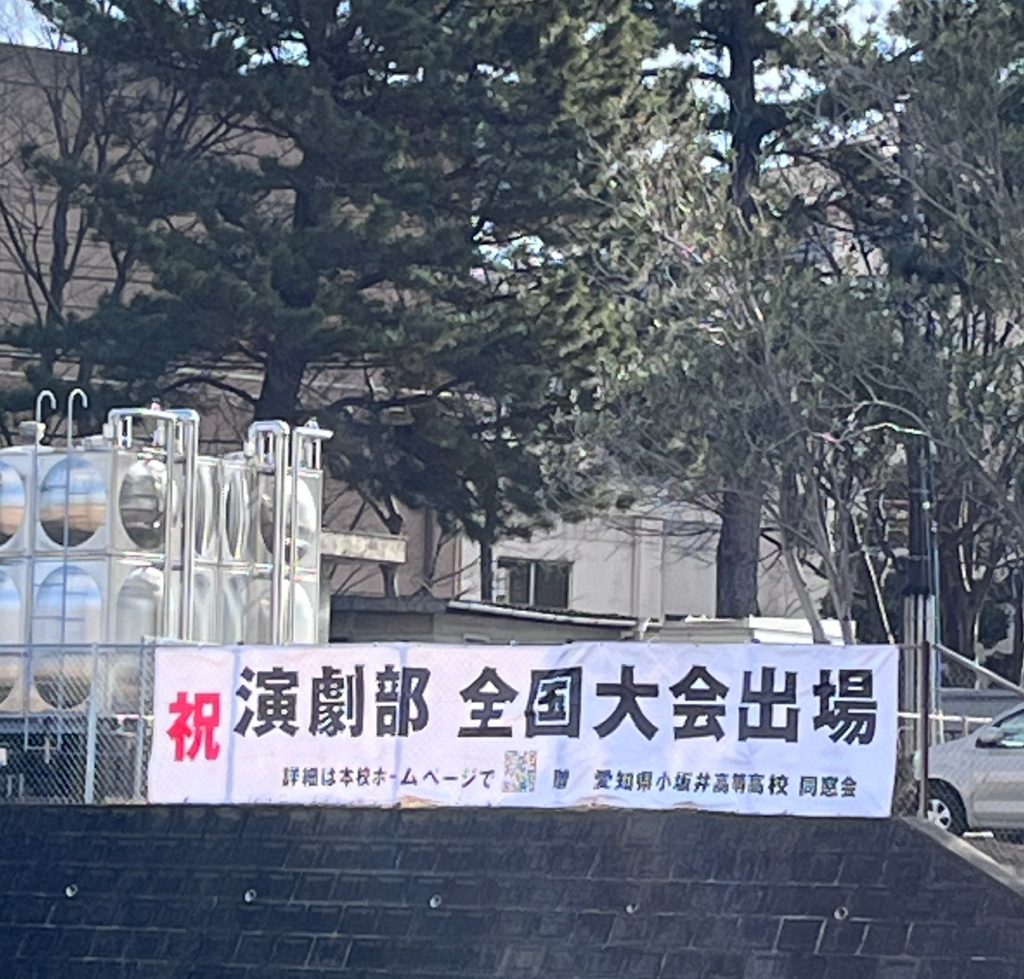 祝 演劇部 全国大会出場
詳細は本校ホームページで 贈 愛知県小坂井高等高校 同窓会